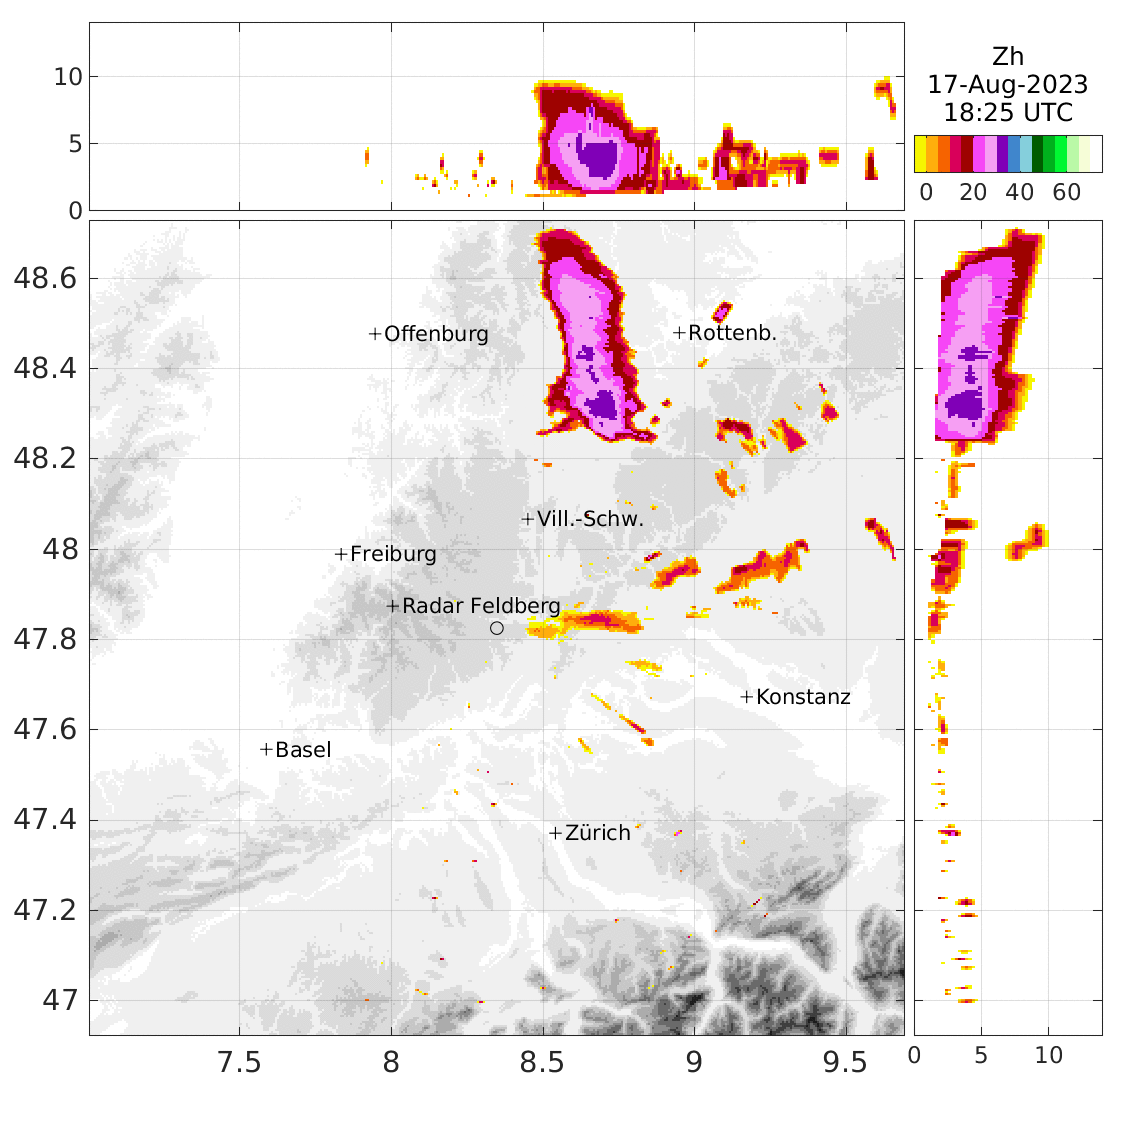 10
5
0
Zh
17-Aug-2023
18:25 UTC
0 20 40 60
48.6
48.4
48.2
48
47.8
47.6
47.4
47.2
47
+Offenburg
+Rottenb.
+Vill.-Schw.
+Freiburg
+Radar Feldberg
+Konstanz
+Basel
+Zürich
7.5 8 8.5 9 9.5
0 5 10